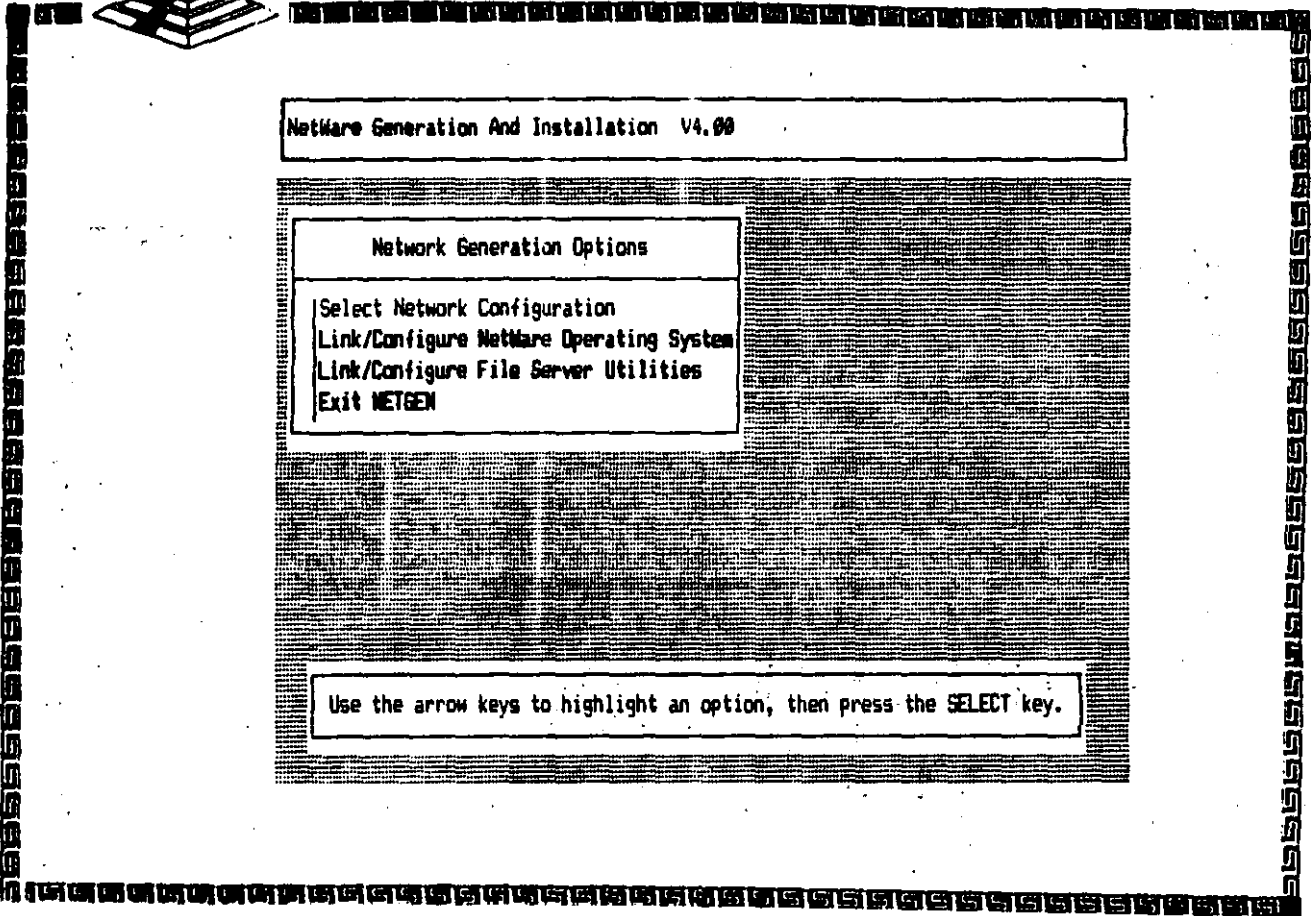 NetWare Generation And Installation V4.00
Network Generation Options
Select Network Configuration
Link/Configure NetWare Operating System
Link/Configure File Server Utilities
Exit NETGEN
Use the arrow keys to highlight an option, then press the SELECT key.